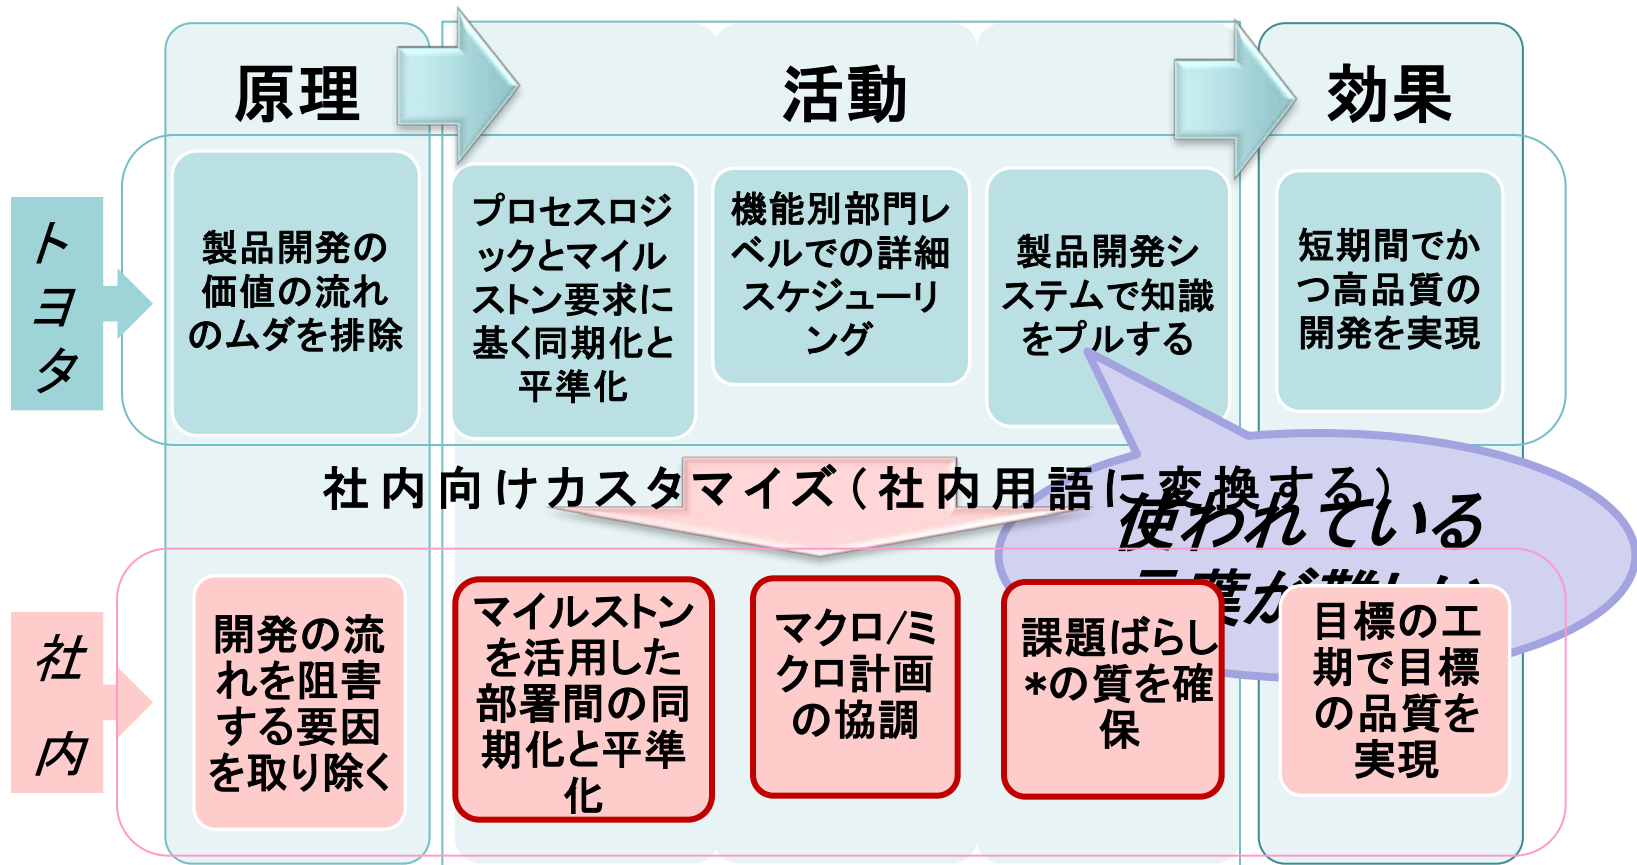 原理
活動
効果
トヨタ
製品開発の
価値の流れ
のムダを排除
プロセスロジ
ックとマイル
ストン要求に
基く同期化と
平準化
機能別部門レ
ベルでの詳細
スケジューリ
ング
製品開発シ
ステムで知識
をプルする
短期間でか
つ高品質の
開発を実現
社内向けカスタマイズ(社内用語に変換する)
使われている
葉が
社内
開発の流
れを阻害
する要因
を取り除く
マイルストン
を活用した
部署間の同
期化と平準
化
マクロ/ミ
クロ計画
の協調
課題ばらし
*の質を確
保
目標の工
期で目標
の品質を
実現